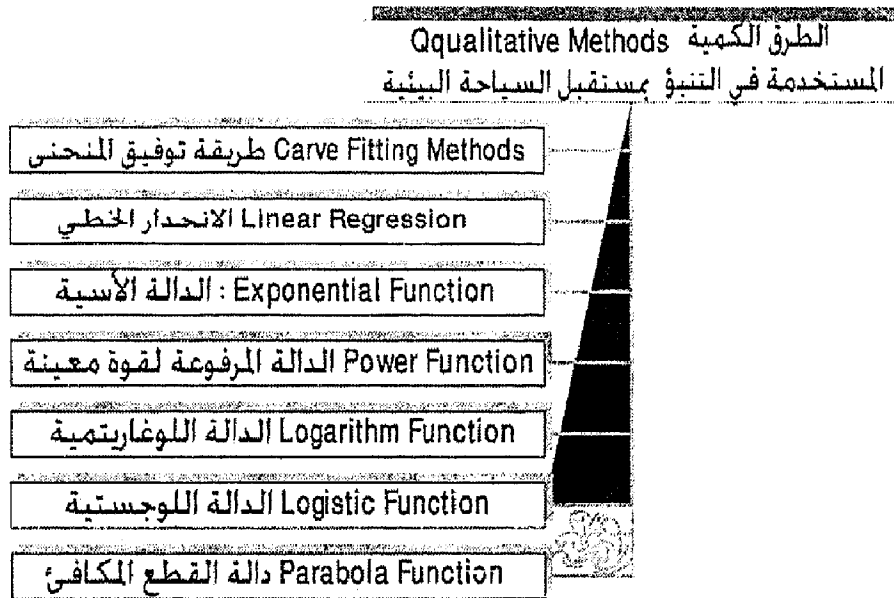 الطرق الكمية Qqualitative Methods
المستخدمة في التنبؤ بمستقبل السياحة البيئية
Carve Fitting Methods طريقة توفيق المنحنى
Linear Regression الانحدار الخطي
Exponential Function : الدالة الأسية
Power Function الدالة المرفوعة لقوة معينة
Logarithm Function الدالة اللوغاريتمية
Logistic Function الدالة اللوجستية
Parabola Function دالة القطع المكافئ